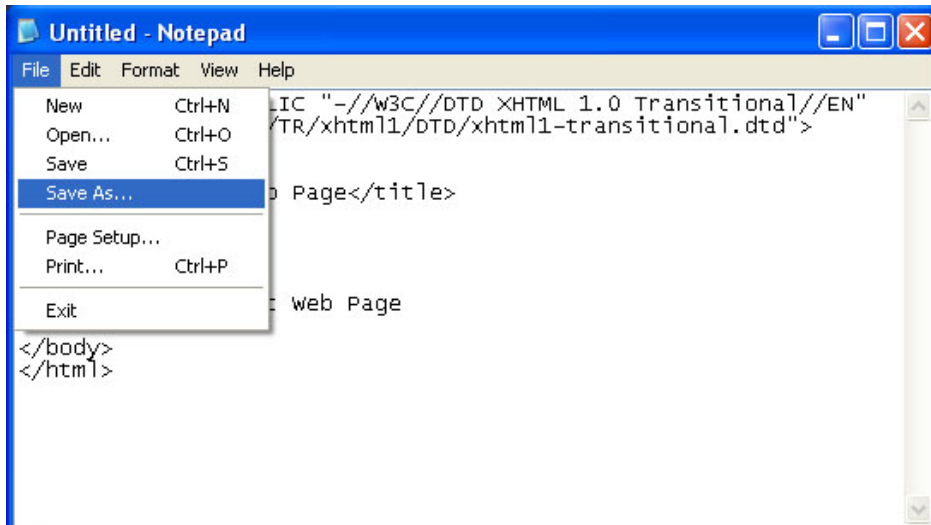 Untitled - Notepad
File Edit Format View Help
New Ctrl+N
Open... Ctrl+O
Save Ctrl+S
Save As...
Page Setup...
Print... Ctrl+P
Exit
LIC "-//W3C//DTD XHTML 1.0 Transitional//EN"
/TR/xhtml1/DTD/xhtml1-transitional.dtd">
Page</title>
Web Page
</body>
</html>